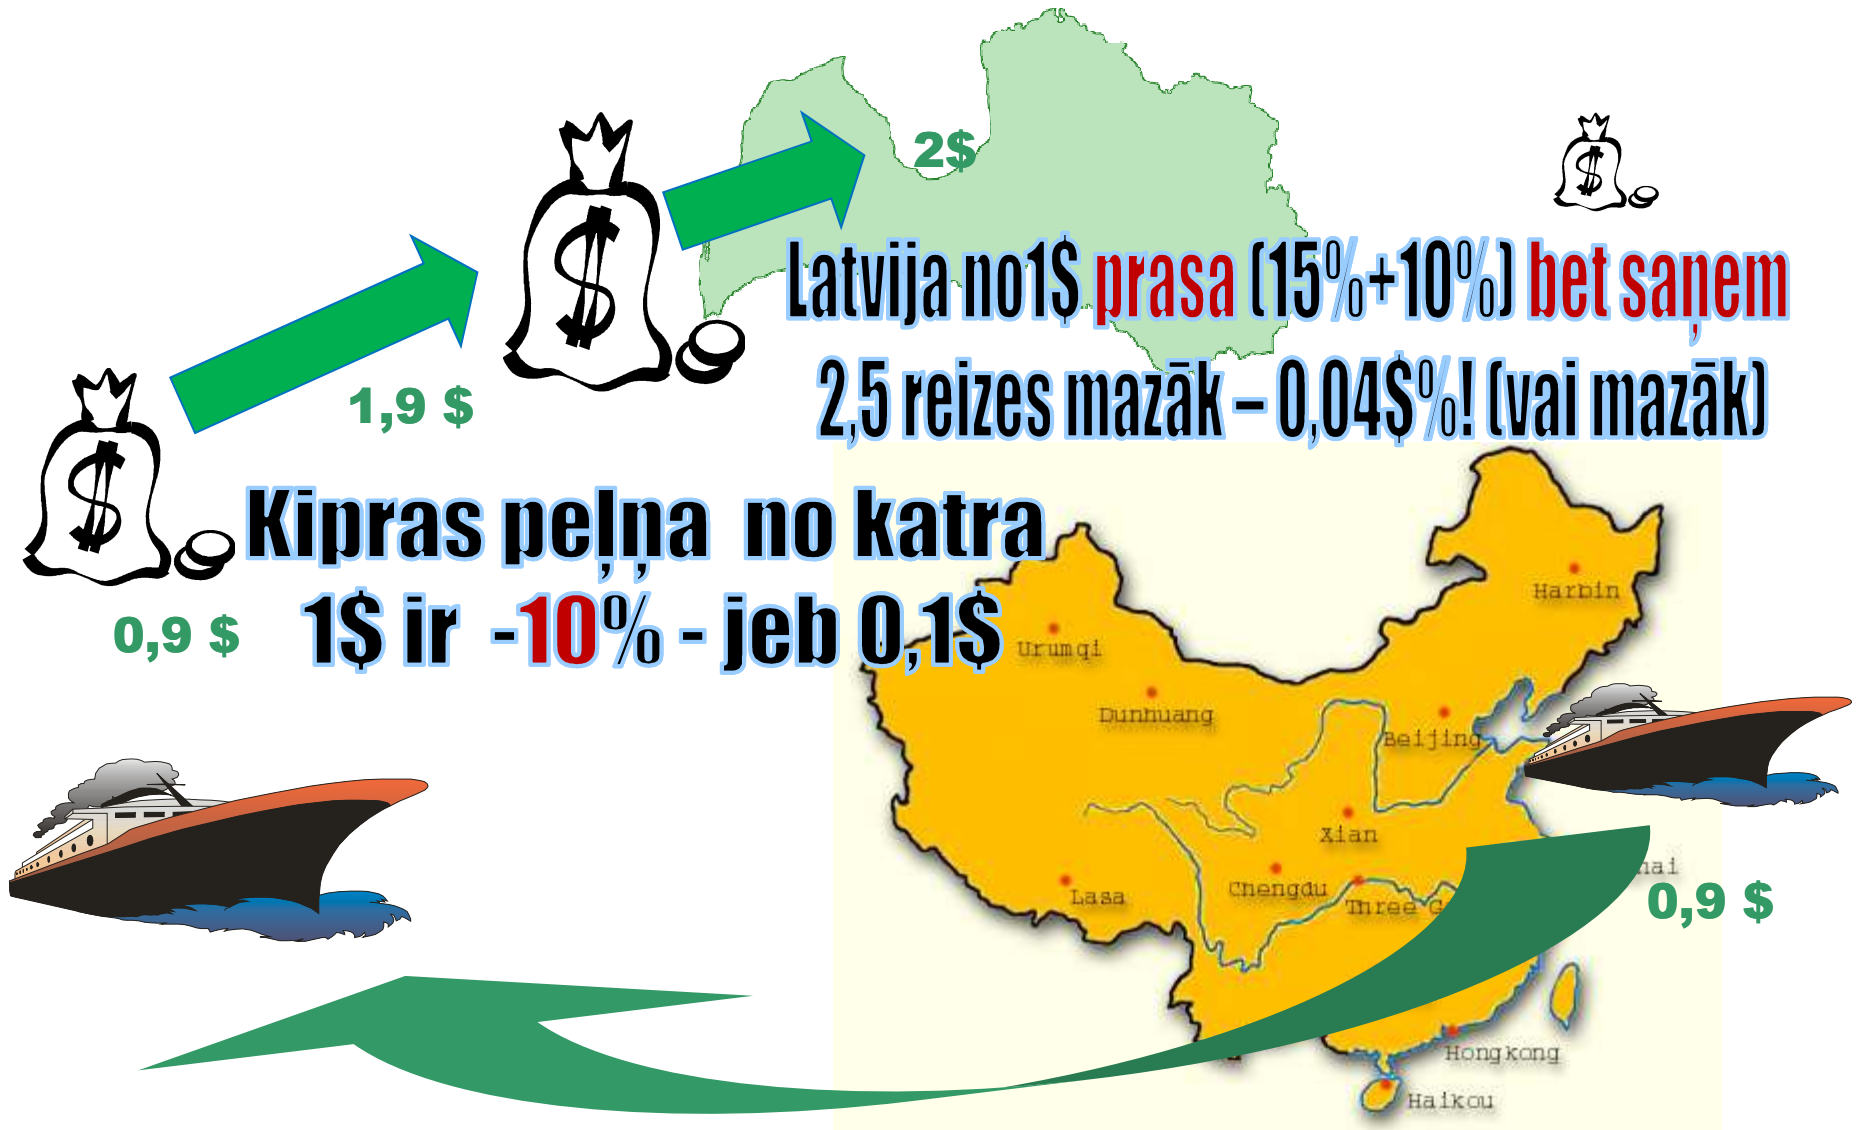 2$
Latvija no1$ prasa (15%+10%) bet saņem
2,5 reizes mazāk – 0,04$%! (vai mazāk)
1,9 $
Kipras peļņa no katra
1$ ir -10% - jeb 0,1$
0,9 $
Harbin
Urumqi
Dunhuang
Beijing
Xian
Chengdu
Three
Lasa
0,9 $
Hongkong
Haikou